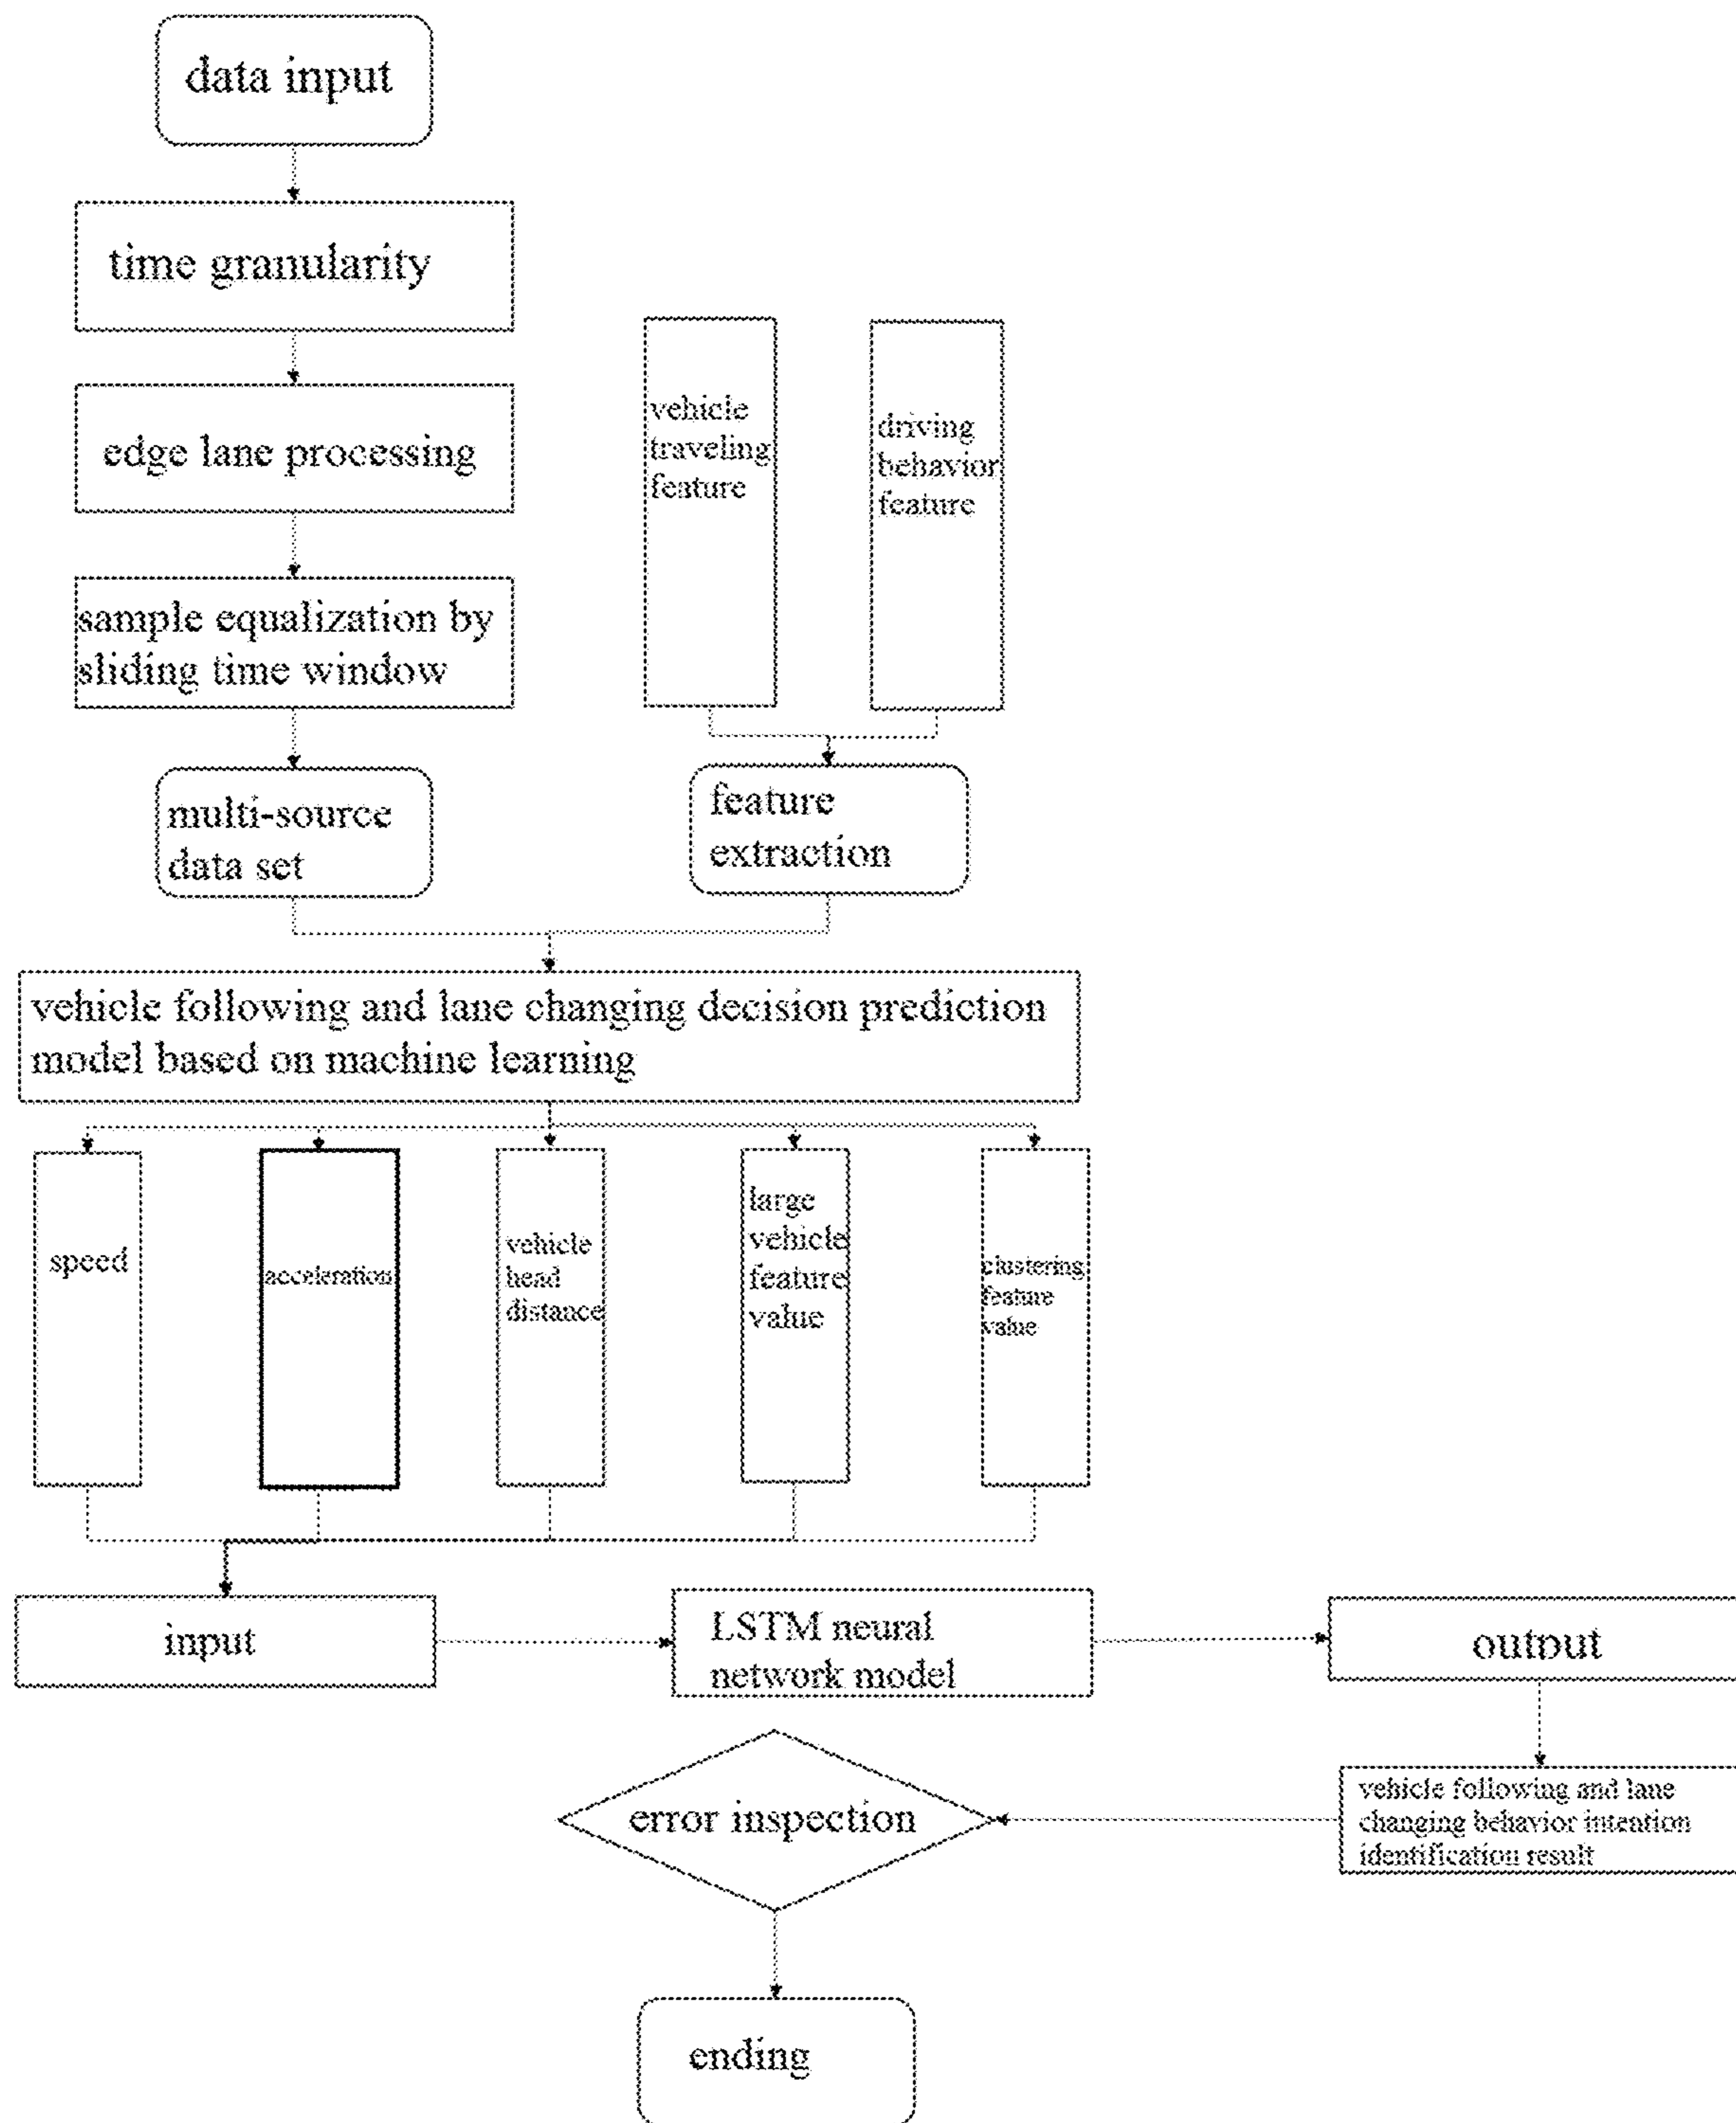 data input
time granularity
edge lane processing
sample equalization by
sliding time window
vehicle
traveling
feature
driving
behavior
feature
multi-source
data set
feature
extraction
vehicle following and lane changing decision prediction
model based on machine learning
speed
acceleration
vehicle
head
distance
large
vehicle
feature
value
clustering
feature
value
input
LSTM neural
network model
output
vehicle following and lane
changing behavior intention
identification result
error inspection
ending